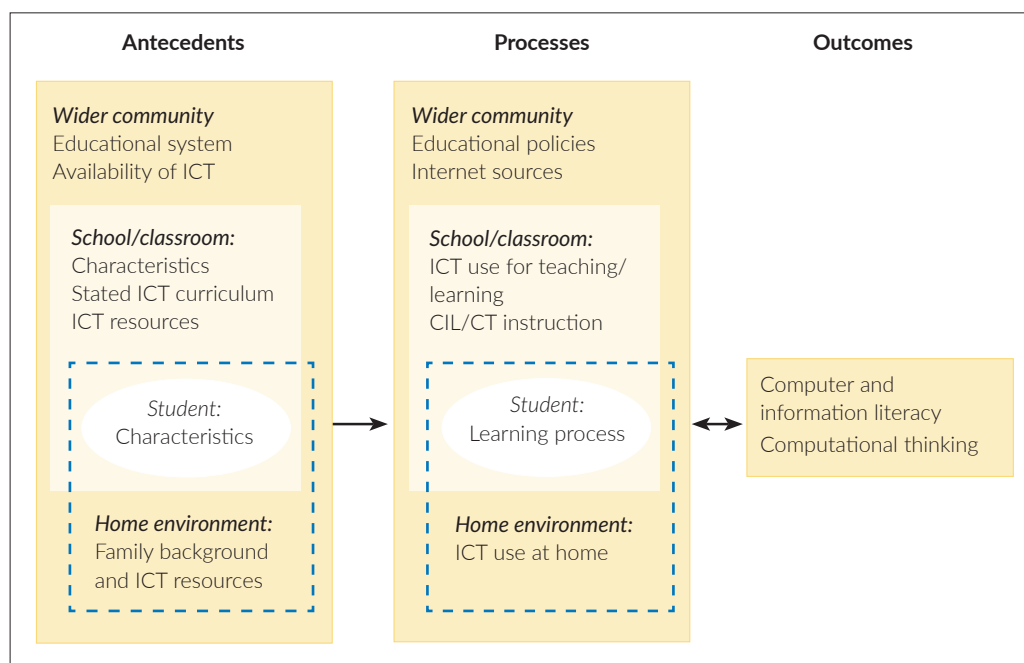 Antecedents
Processes
Outcomes
Wider community
Educational system
Availability of ICT
School/classroom:
Characteristics
Stated ICT curriculum
ICT resources
Student:
Characteristics
Home environment:
Family background
and ICT resources
Wider community
Educational policies
Internet sources
School/classroom:
ICT use for teaching/
learning
CIL/CT instruction
Student:
Learning process
Home environment:
ICT use at home
Computer and
information literacy
Computational thinking